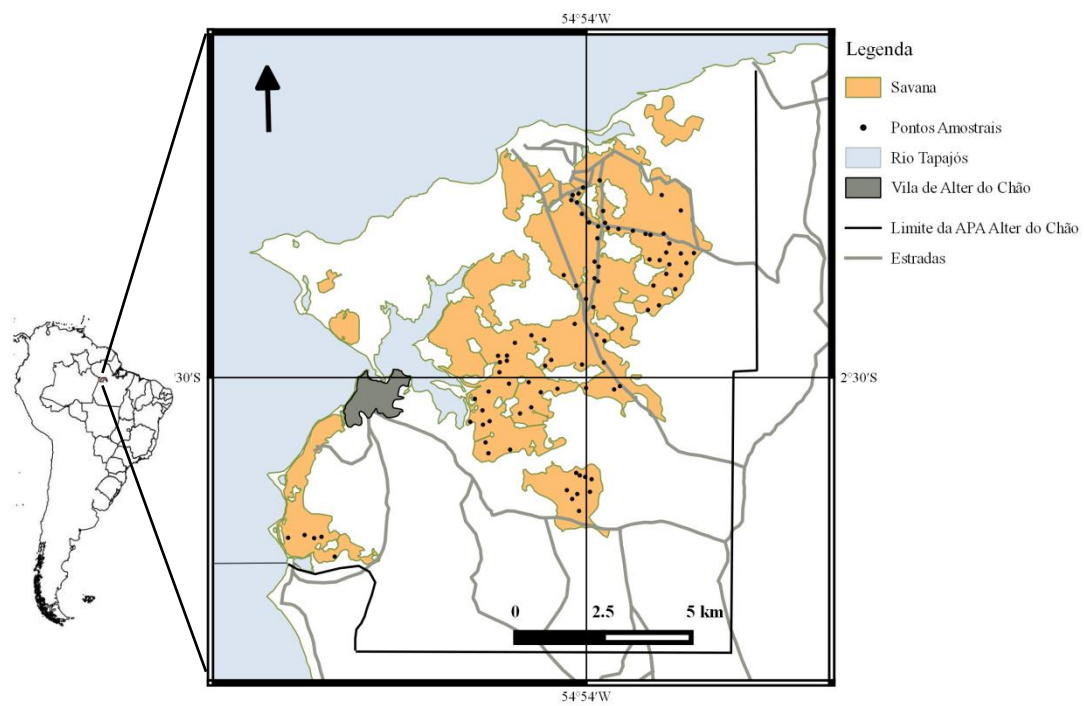 54°54'W
Legenda
Savana
Pontos Amostrais
Rio Tapajós
Vila de Alter do Chão
Limite da APA Alter do Chão
Estradas
:30'S
2°30'S
0 2.5 5 km
54°54'W